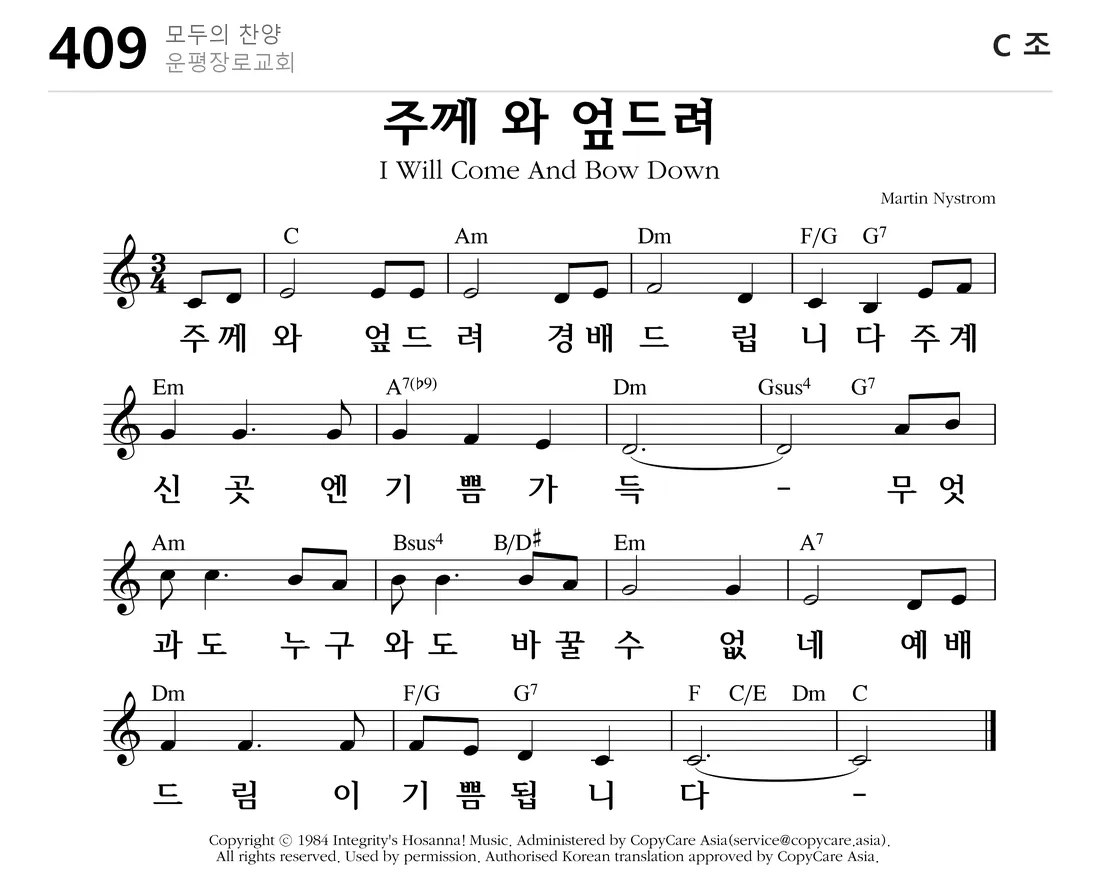 409 모두의 찬양
운평장로교회
C 조
주께 와 엎드려
I Will Come And Bow Down
Martin Nystrom
C Am Dm F/G G7
3/4
주 께 와 엎 드 려 경 배 드 립 니 다 주 계
Em A7(♭9) Dm Gsus4 G7
신 곳 엔 기 쁨 가 득 - 무 엇
Am Bsus4 B/D♯ Em A7
과 도 누 구 와 도 바 꿀 수 없 네 예 배
Dm F/G G7 F C/E Dm C
드 림 이 기 쁨 됩 니 다 -
Copyright ⓒ 1984 Integrity's Hosanna! Music. Administered by CopyCare Asia(service@copycare.asia).
All rights reserved. Used by permission. Authorised Korean translation approved by CopyCare Asia.